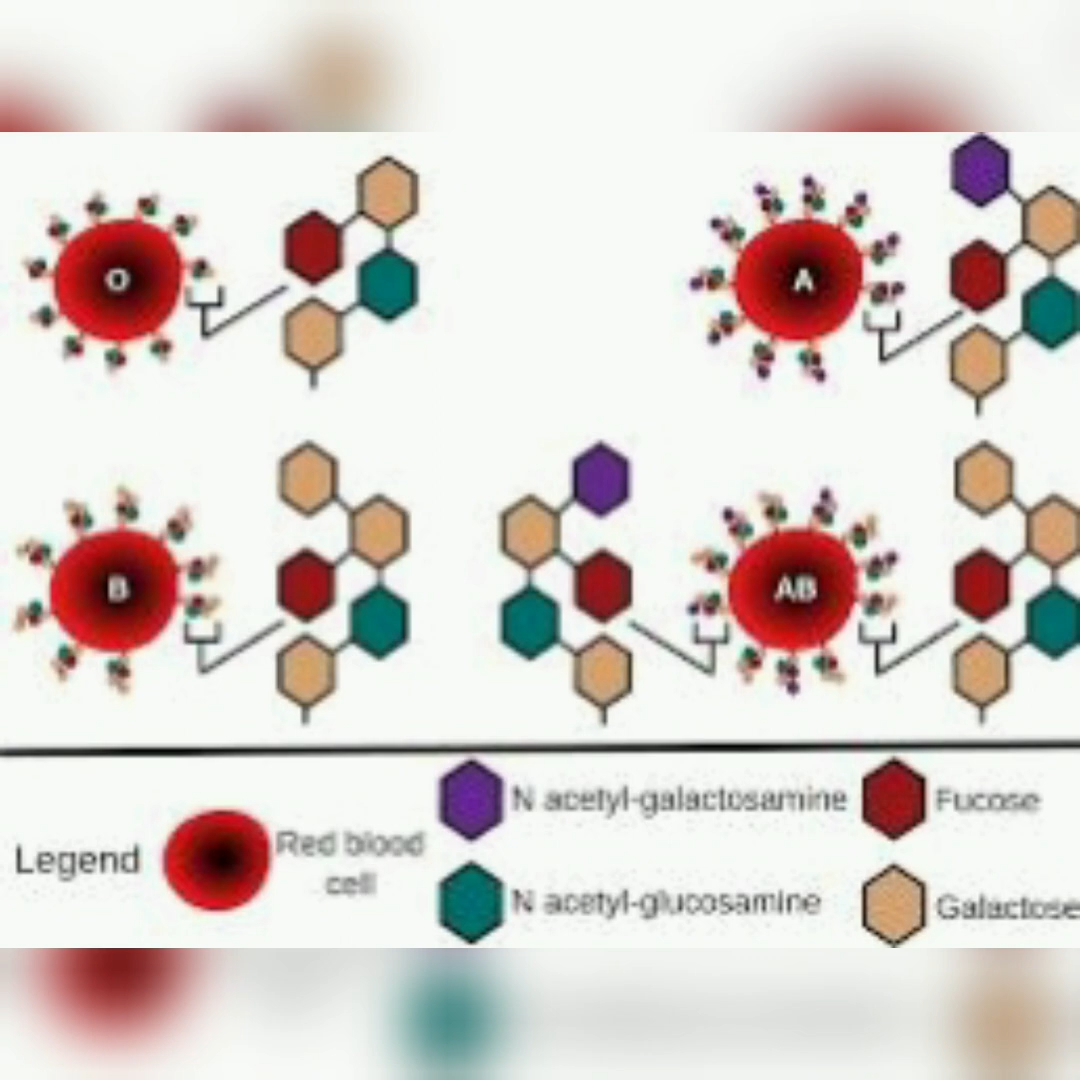 O
A
B
AB
Legend
Red blood
cell
N acetyl-galactosamine
Fucose
N acetyl-glucosamine
Galactose